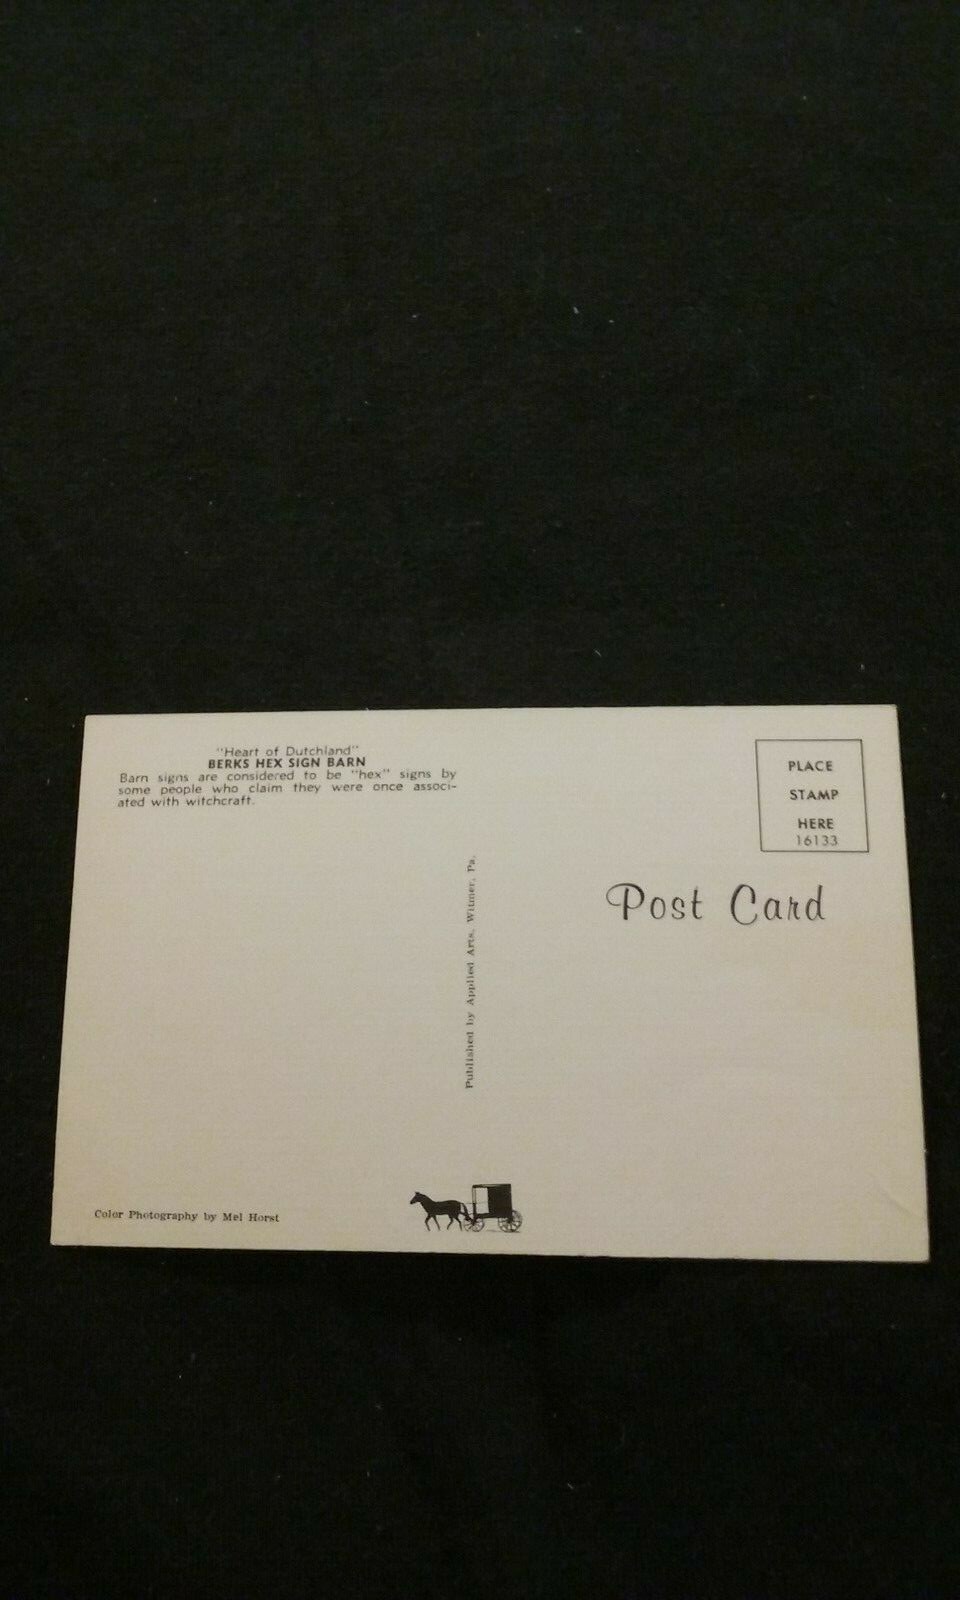 "Heart of Dutchland"
BERKS HEX SIGN BARN
Barn signs are considered to be "hex" signs by
some people who claim they were once associ-
ated with witchcraft.
PLACE
STAMP
HERE
16133
Post Card
Published by Applied Arts, Witmer, Pa.
Color Photography by Mel Horst